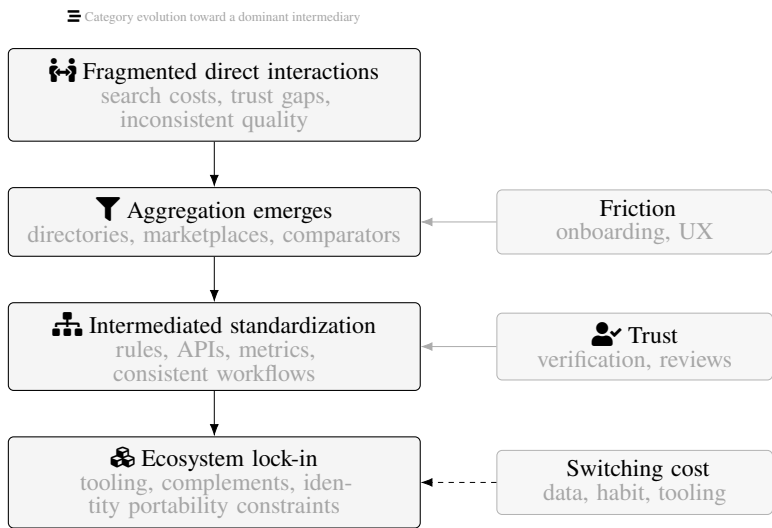 Category evolution toward a dominant intermediary
Fragmented direct interactions
search costs, trust gaps,
inconsistent quality
Aggregation emerges
directories, marketplaces, comparators
Friction
onboarding, UX
Intermediated standardization
rules, APIs, metrics,
consistent workflows
Trust
verification, reviews
Ecosystem lock-in
tooling, complements, iden-
tity portability constraints
Switching cost
data, habit, tooling